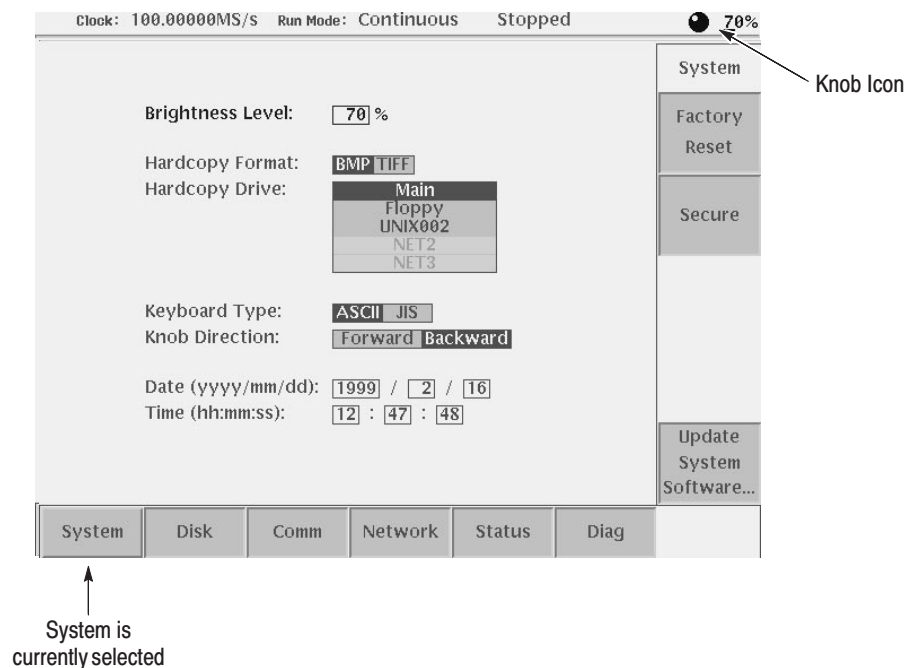 Clock: 100.00000MS/s Run Mode: Continuous Stopped 70%
System
Knob Icon
Brightness Level: 70 %
Factory
Reset
Hardcopy Format: BMP TIFF
Hardcopy Drive: Main
Floppy
UNIX002
NET2
NET3
Secure
Keyboard Type: ASCII JIS
Knob Direction: Forward Backward
Date (yyyy/mm/dd): 1999 / 2 / 16
Time (hh:mm:ss): 12 : 47 : 48
Update
System
Software...
System Disk Comm Network Status Diag
System is
currently selected